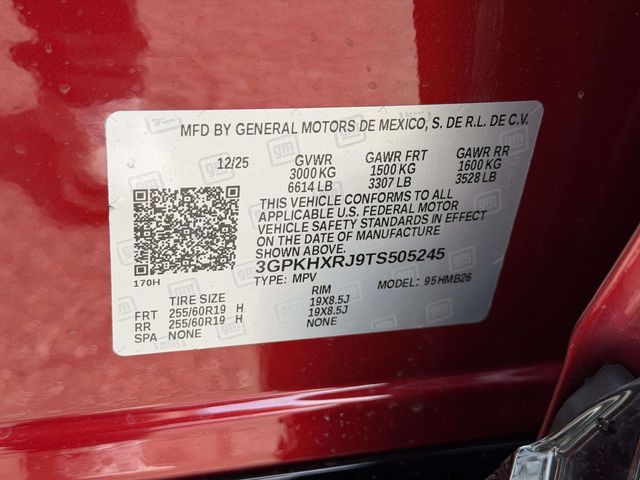 MFD BY GENERAL MOTORS DE MEXICO, S. DE R.L. DE C.V.
12/25 GVWR GAWR FRT GAWR RR
3000 KG 1500 KG 1600 KG
6614 LB 3307 LB 3528 LB
THIS VEHICLE CONFORMS TO ALL
APPLICABLE U.S. FEDERAL MOTOR
VEHICLE SAFETY STANDARDS IN EFFECT
ON THE DATE OF MANUFACTURE
SHOWN ABOVE.
3GPKHXRJ9TS505245
170H
TYPE: MPV MODEL: 95HMB26
TIRE SIZE RIM
FRT 255/60R19 H 19X8.5J
RR 255/60R19 H 19X8.5J
SPA NONE NONE